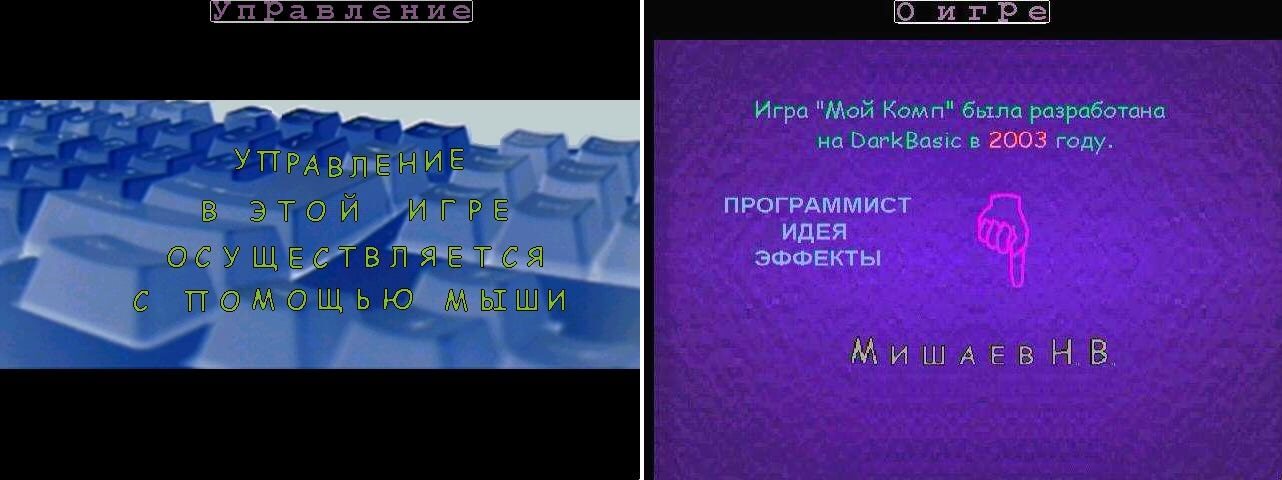 Управление
УПРАВЛЕНИЕ
В ЭТОЙ ИГРЕ
ОСУЩЕСТВЛЯЕТСЯ
С ПОМОЩЬЮ МЫШИ
О игре
Игра "Мой Комп" была разработана
на DarkBasic в 2003 году.
ПРОГРАММИСТ
ИДЕЯ
ЭФФЕКТЫ
Мишаев Н.В.